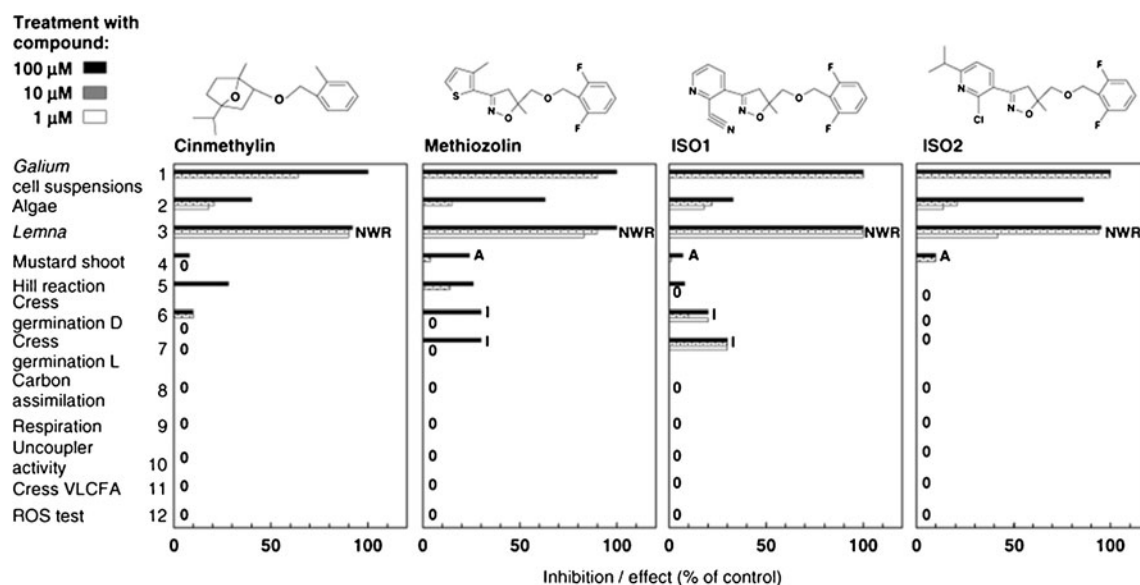 Treatment with
compound:
100 µM
10 µM
1 µM
O
O
S
N
O
O
F
F
N
N
N
O
O
F
F
N
Cl
N
O
O
F
F
Cinmethylin
Methiozolin
ISO1
ISO2
Galium
cell suspensions 1
Algae 2
Lemna 3 NWR NWR NWR NWR
Mustard shoot 4 0 A A A
Hill reaction 5 0 0
Cress
germination D 6 0 0 I I 0 0
Cress
germination L 7 0 0 I I 0
Carbon
assimilation 8 0 0 0 0
Respiration 9 0 0 0 0
Uncoupler
activity 10 0 0 0 0
Cress VLCFA 11 0 0 0 0
ROS test 12 0 0 0 0
0 50 100 0 50 100 0 50 100 0 50 100
Inhibition / effect (% of control)